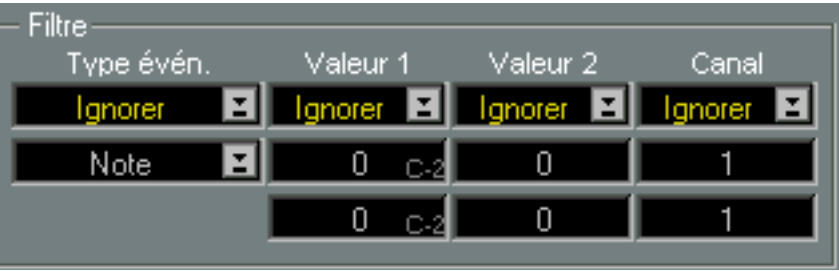 Filtre
Type évén. Valeur 1 Valeur 2 Canal
Ignorer Ignorer Ignorer Ignorer
Note 0 C-2 0 1
0 C-2 0 1